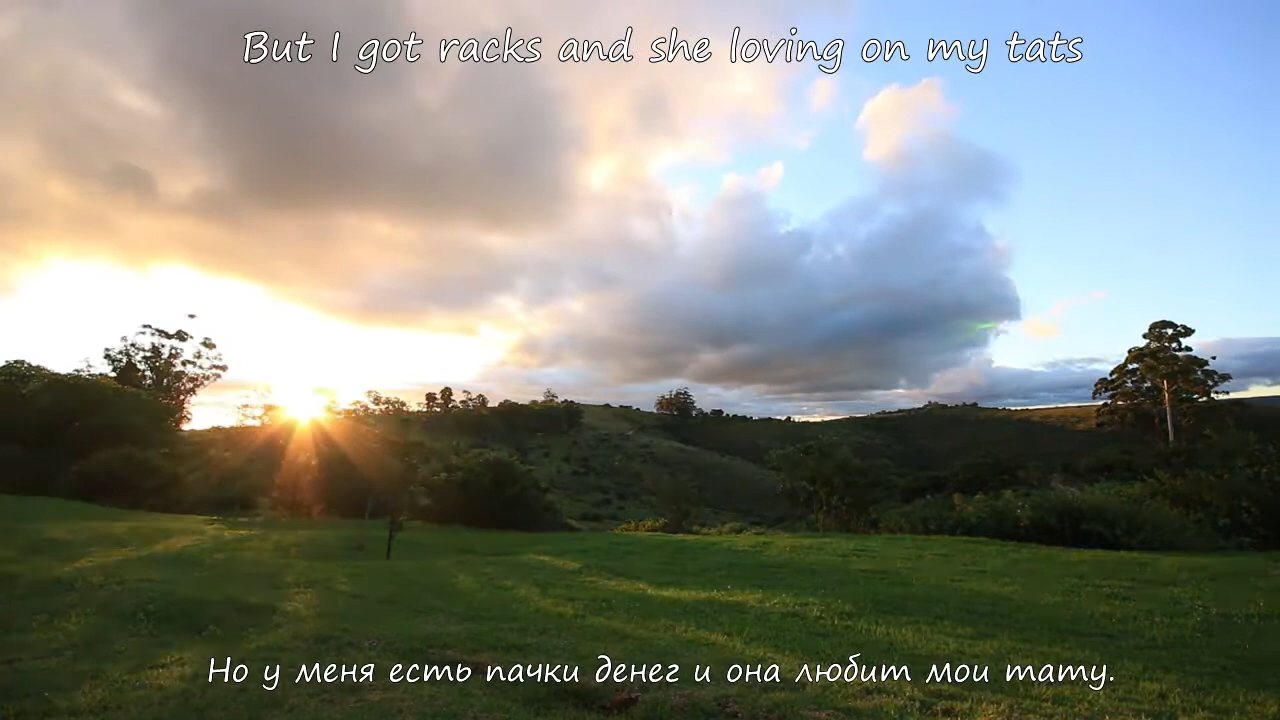 But I got racks and she loving on my tats
Но у меня есть пачки денег и она любит мои тату.